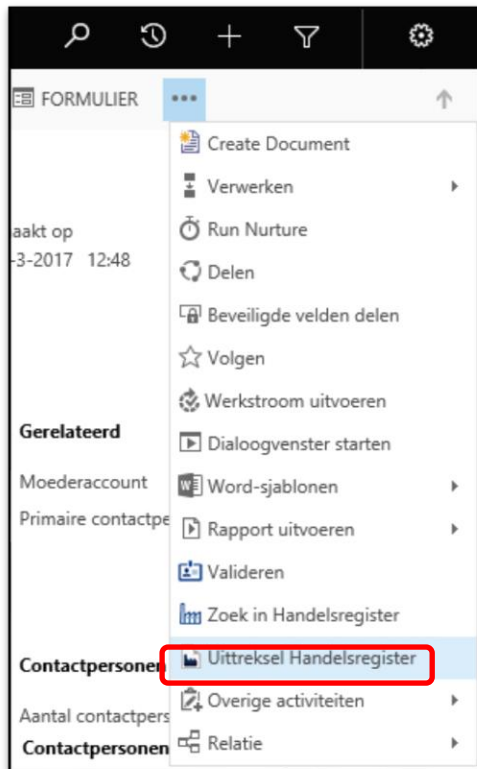 FORMULIER
Create Document
Verwerken
aakt op
Run Nurture
-3-2017 12:48
Delen
Beveiligde velden delen
Volgen
Werkstroom uitvoeren
Gerelateerd
Dialoogvenster starten
Moederaccount
Word-sjablonen
Primaire contactpe
Rapport uitvoeren
Valideren
Zoek in Handelsregister
Contactpersonen
Uittreksel Handelsregister
Overige activiteiten
Aantal contactpers
Contactpersonen
Relatie